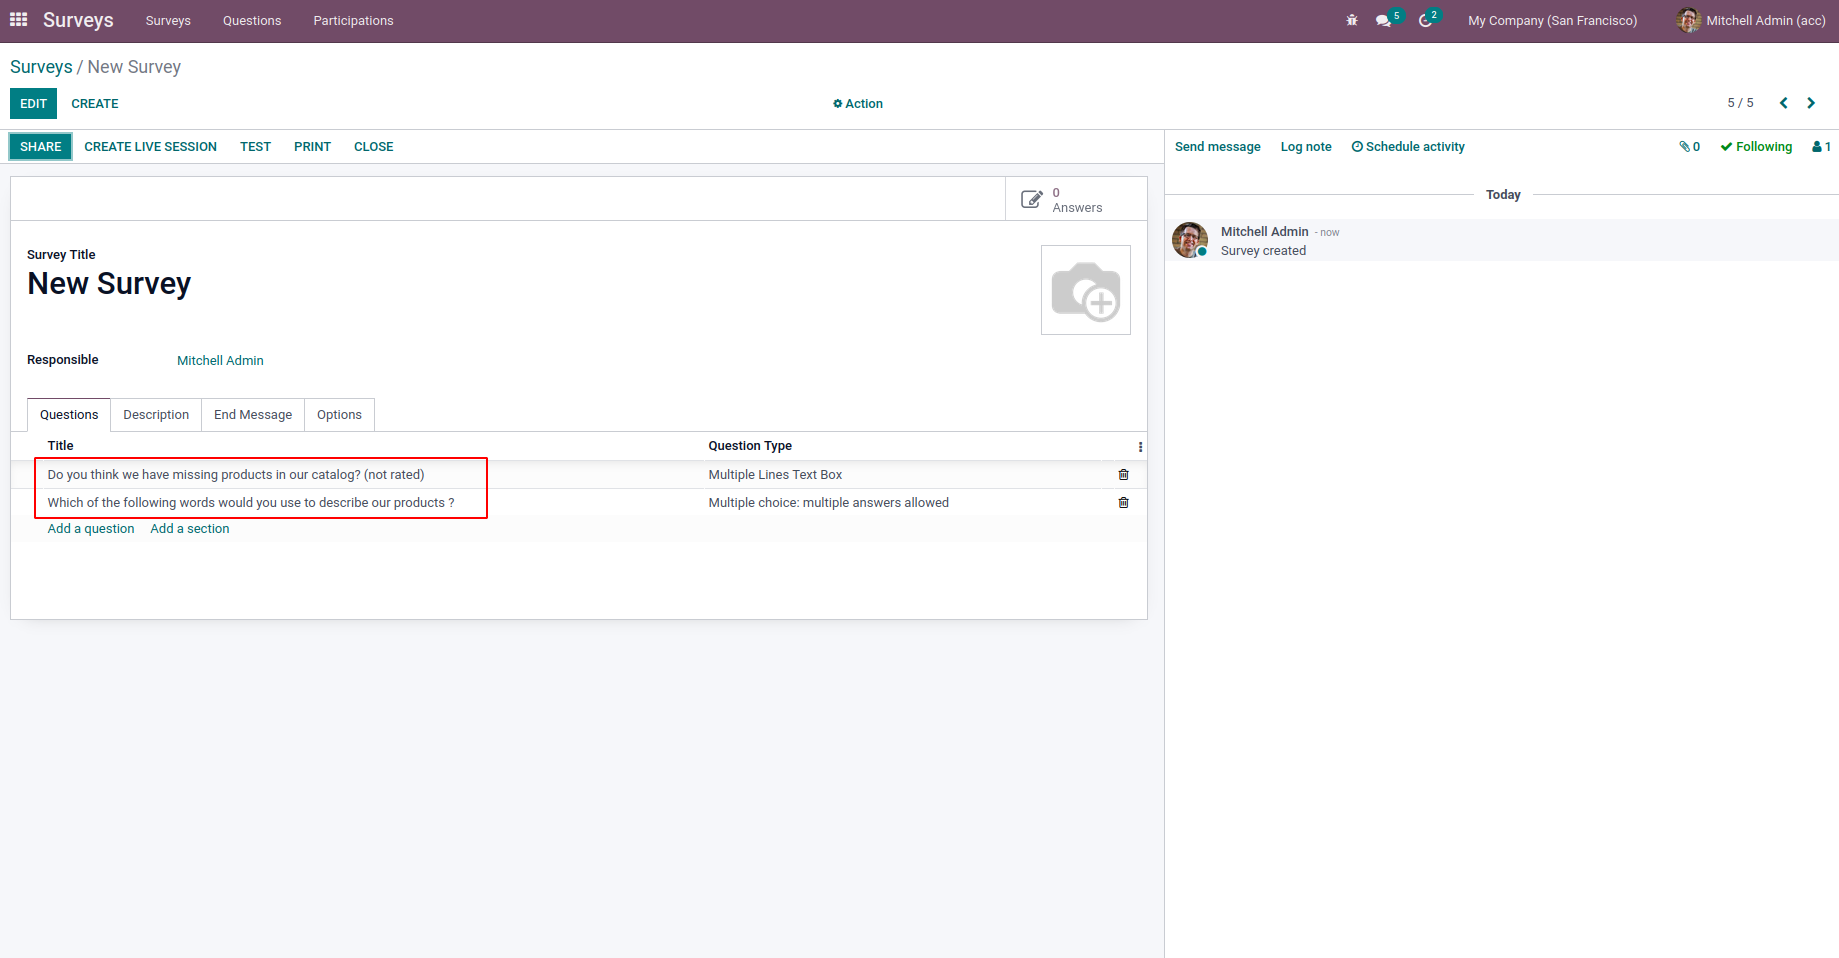 Surveys Surveys Questions Participations 5 2 My Company (San Francisco) Mitchell Admin (acc)
Surveys / New Survey
EDIT CREATE Action 5 / 5
SHARE CREATE LIVE SESSION TEST PRINT CLOSE
Send message Log note Schedule activity 0 Following 1
0
Answers
Today
Mitchell Admin - now
Survey created
Survey Title
New Survey
Responsible Mitchell Admin
Questions Description End Message Options
Title Question Type
Do you think we have missing products in our catalog? (not rated) Multiple Lines Text Box
Which of the following words would you use to describe our products ? Multiple choice: multiple answers allowed
Add a question Add a section